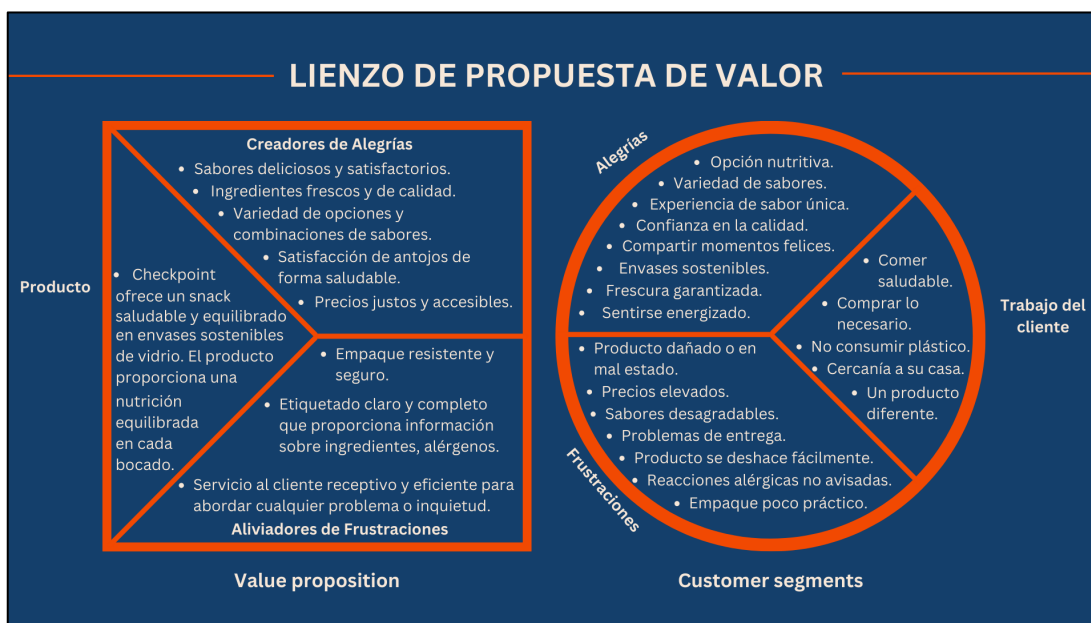 LIENZO DE PROPUESTA DE VALOR
Producto
• Checkpoint
ofrece un snack
saludable y equilibrado
en envases sostenibles
de vidrio. El producto
proporciona una
nutrición
equilibrada
en cada
bocado.
Creadores de Alegrías
• Sabores deliciosos y satisfactorios.
• Ingredientes frescos y de calidad.
• Variedad de opciones y
combinaciones de sabores.
• Satisfacción de antojos de
forma saludable.
• Precios justos y accesibles.
• Empaque resistente y
seguro.
• Etiquetado claro y completo
que proporciona información
sobre ingredientes, alérgenos.
• Servicio al cliente receptivo y eficiente para
abordar cualquier problema o inquietud.
Aliviadores de Frustraciones
Value proposition
Alegrías
• Opción nutritiva.
• Variedad de sabores.
• Experiencia de sabor única.
• Confianza en la calidad.
• Compartir momentos felices.
• Envases sostenibles.
• Frescura garantizada.
• Sentirse energizado.
Frustraciones
• Producto dañado o en
mal estado.
• Precios elevados.
• Sabores desagradables.
• Problemas de entrega.
• Producto se deshace fácilmente.
• Reacciones alérgicas no avisadas.
• Empaque poco práctico.
• Comer
saludable.
• Comprar lo
necesario.
• No consumir plástico.
• Cercanía a su casa.
• Un producto
diferente.
Trabajo del
cliente
Customer segments